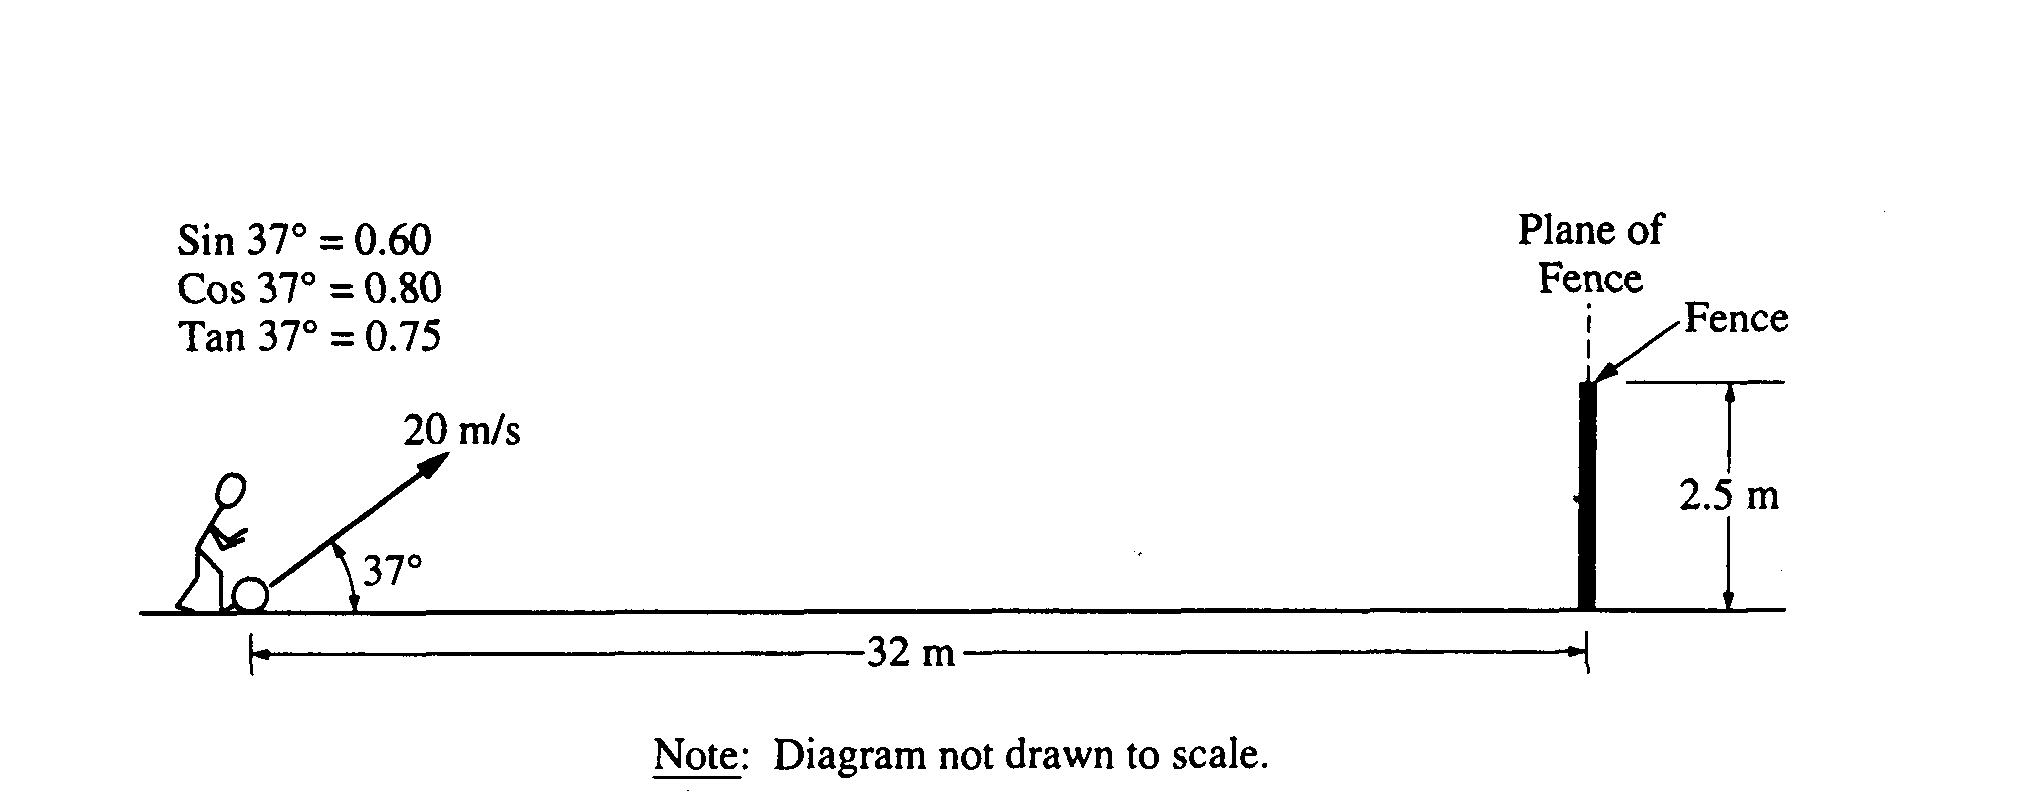 Sin 37° = 0.60
Cos 37° = 0.80
Tan 37° = 0.75
Plane of
Fence
Fence
20 m/s
2.5 m
37°
32 m
Note: Diagram not drawn to scale.